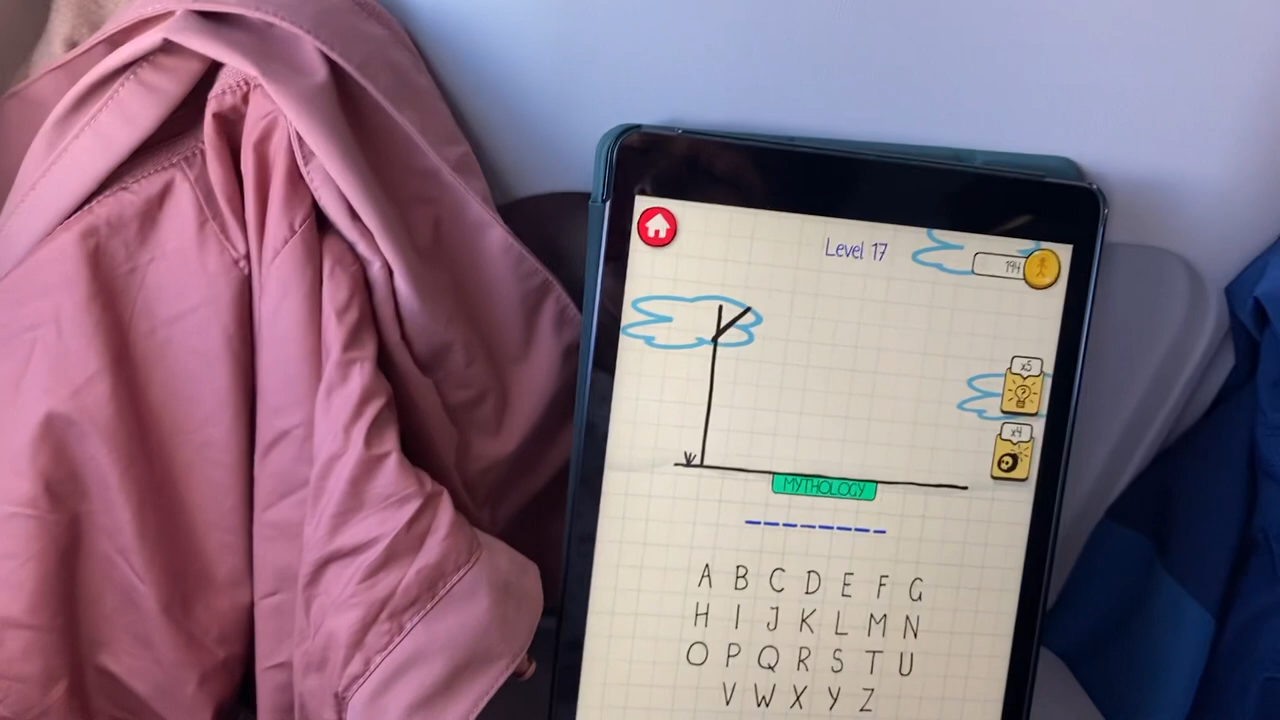 Level 17
194
x5
?
x4
MYTHOLOGY
A B C D E F G
H I J K L M N
O P Q R S T U
V W X Y Z